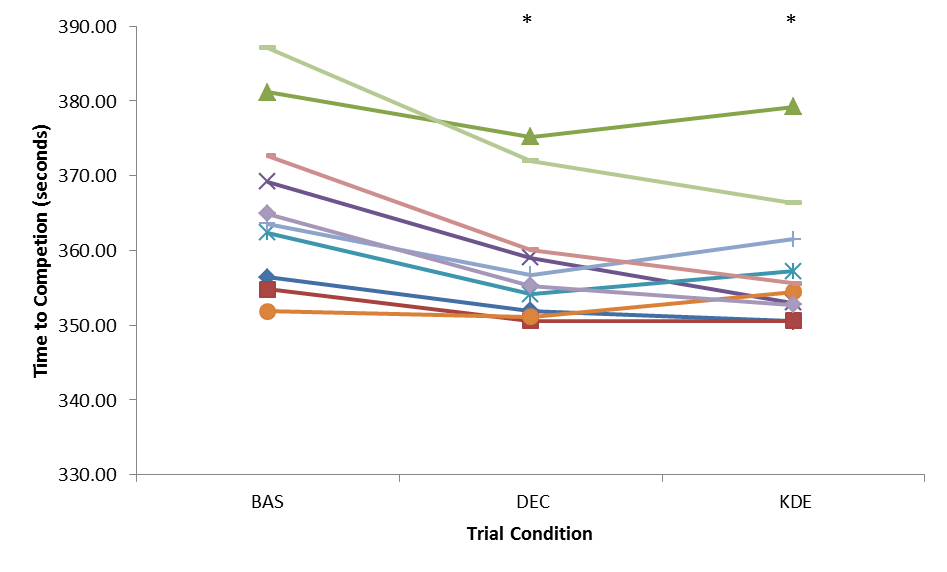 * *
390.00
380.00
370.00
360.00
350.00
340.00
330.00
Time to Competion (seconds)
BAS DEC KDE
Trial Condition